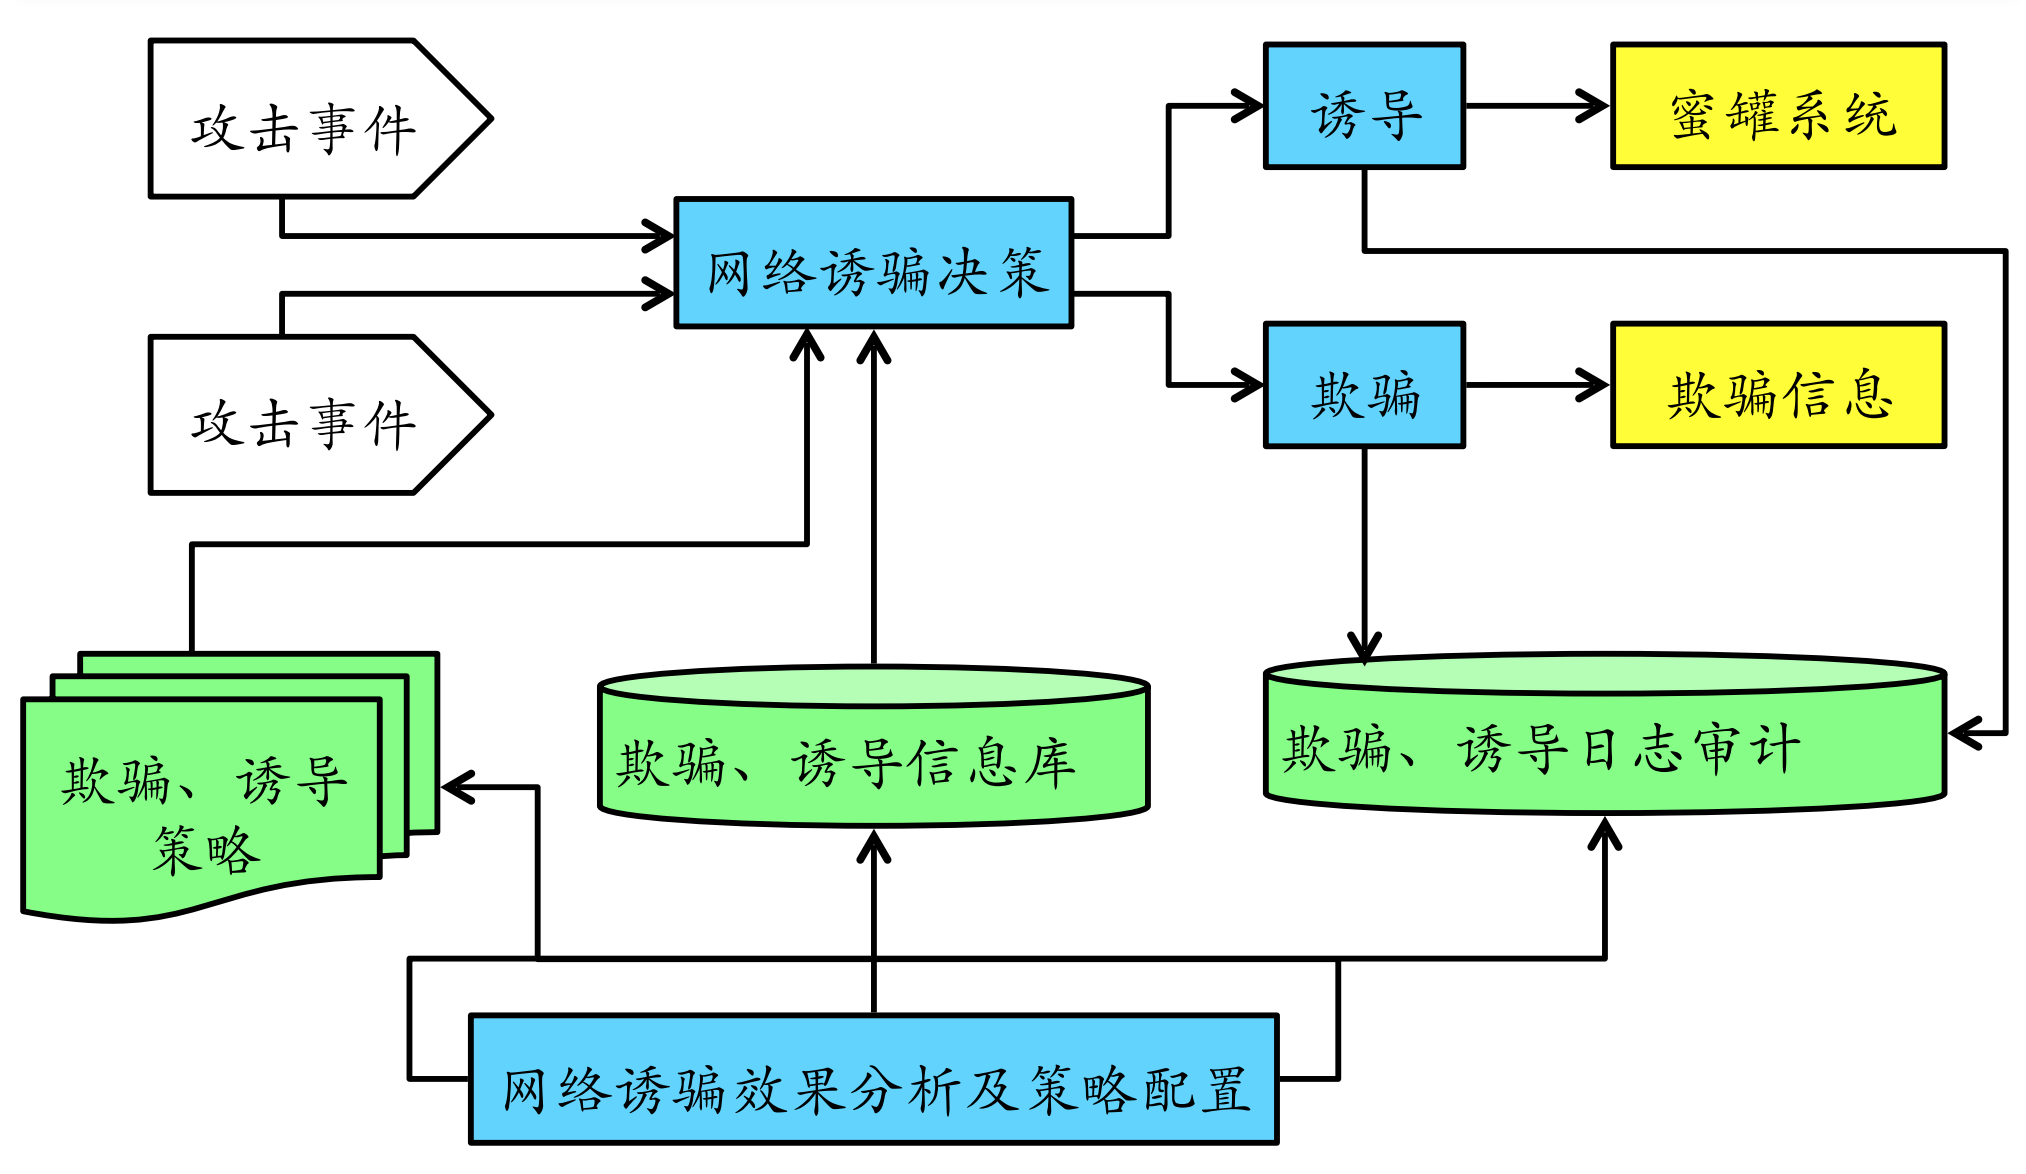 攻击事件
诱导
蜜罐系统
网络诱骗决策
攻击事件
欺骗
欺骗信息
欺骗、诱导
策略
欺骗、诱导信息库
欺骗、诱导日志审计
网络诱骗效果分析及策略配置